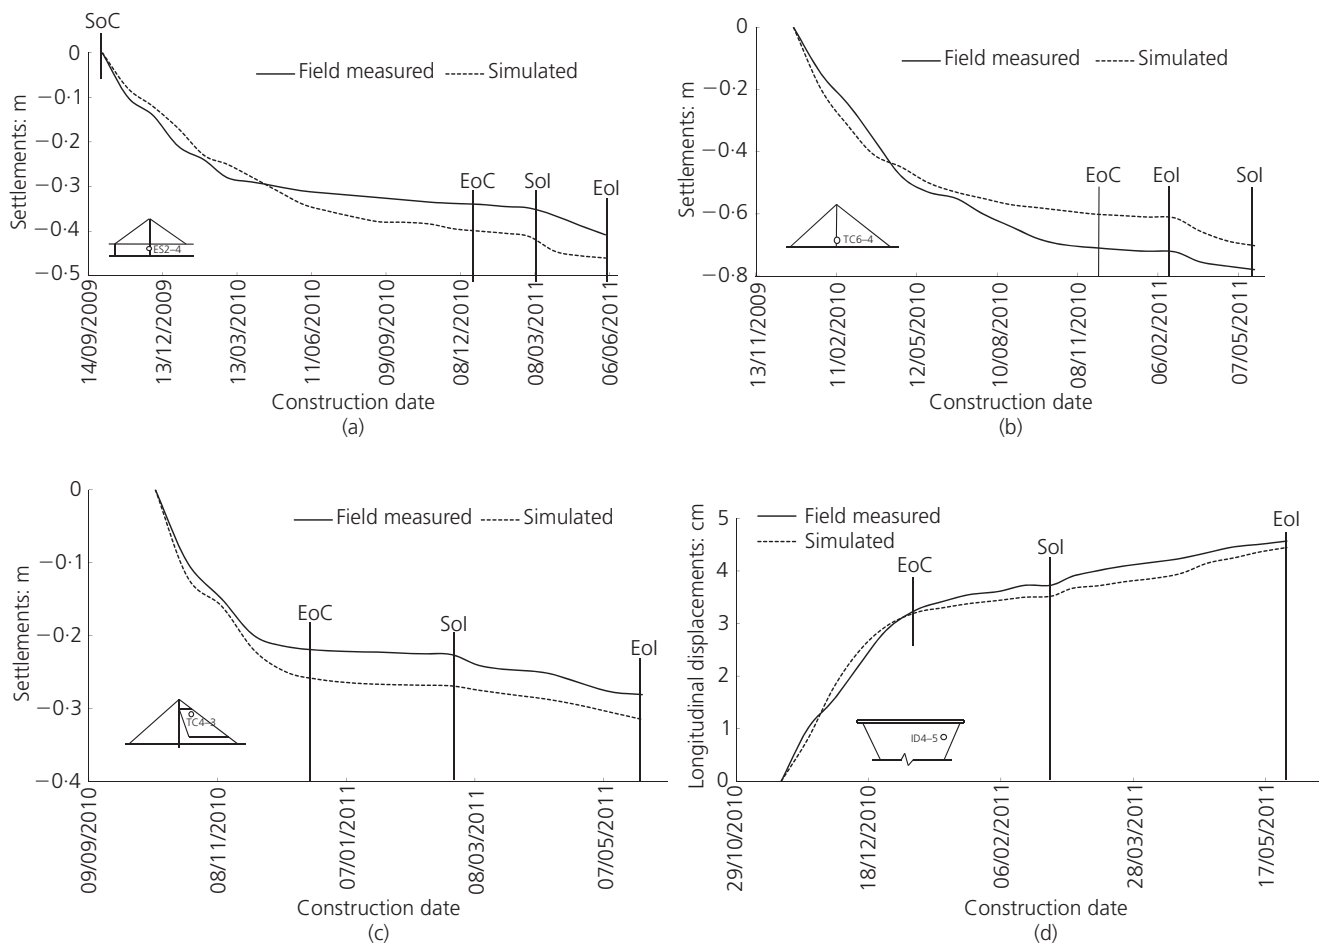 SoC
0
−0·1
−0·2
−0·3
−0·4
−0·5
Settlements: m
Field measured Simulated
EoC SoI EoI
ES2–4
14/09/2009 13/12/2009 13/03/2010 11/06/2010 09/09/2010 08/12/2010 08/03/2011 06/06/2011
Construction date
(a)
0
−0·2
−0·4
−0·6
−0·8
Settlements: m
Field measured Simulated
EoC EoI SoI
TC6–4
13/11/2009 11/02/2010 12/05/2010 10/08/2010 08/11/2010 06/02/2011 07/05/2011
Construction date
(b)
0
−0·1
−0·2
−0·3
−0·4
Settlements: m
Field measured Simulated
EoC SoI EoI
TC4–3
09/09/2010 08/11/2010 07/01/2011 08/03/2011 07/05/2011
Construction date
(c)
5
4
3
2
1
0
Longitudinal displacements: cm
Field measured
Simulated
EoC SoI EoI
ID4–5
29/10/2010 18/12/2010 06/02/2011 28/03/2011 17/05/2011
Construction date
(d)